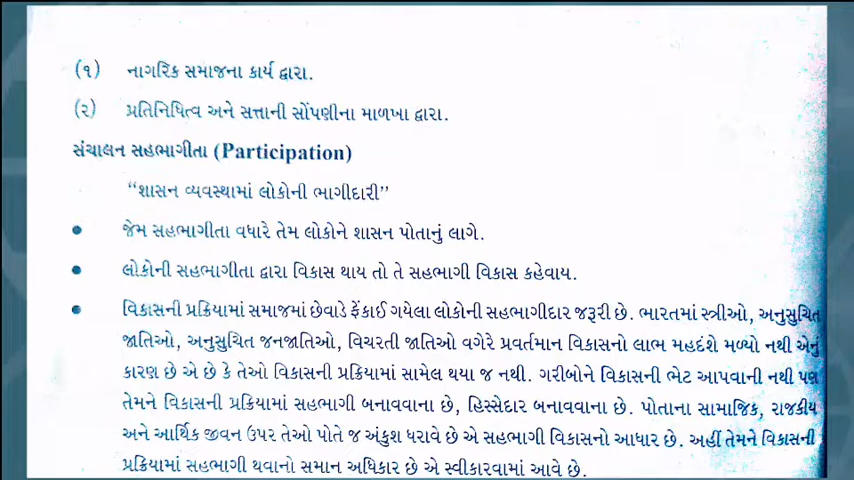 (૧) નાગરિક સમાજના કાર્ય દ્વારા.
(૨) પ્રતિનિધિત્વ અને સત્તાની સોંપણીના માળખા દ્વારા.
સંચાલન સહભાગીતા (Participation)
“શાસન વ્યવસ્થામાં લોકોની ભાગીદારી”
● જેમ સહભાગીતા વધારે તેમ લોકોને શાસન પોતાનું લાગે.
● લોકોની સહભાગીતા દ્વારા વિકાસ થાય તો તે સહભાગી વિકાસ કહેવાય.
● વિકાસની પ્રક્રિયામાં સમાજમાં છેવાડે ફેંકાઈ ગયેલા લોકોની સહભાગીદાર જરૂરી છે. ભારતમાં સ્ત્રીઓ, અનુસુચિત
જાતિઓ, અનુસુચિત જનજાતિઓ, વિચરતી જાતિઓ વગેરે પ્રવર્તમાન વિકાસનો લાભ મહદંશે મળ્યો નથી એનું
કારણ છે એ છે કે તેઓ વિકાસની પ્રક્રિયામાં સામેલ થયા જ નથી. ગરીબોને વિકાસની ભેટ આપવાની નથી પણ
તેમને વિકાસની પ્રક્રિયામાં સહભાગી બનાવવાના છે, હિસ્સેદાર બનાવવાના છે. પોતાના સામાજિક, રાજકીય
અને આર્થિક જીવન ઉપર તેઓ પોતે જ અંકુશ ધરાવે છે એ સહભાગી વિકાસનો આધાર છે. અહીં તેમને વિકાસની
પ્રક્રિયામાં સહભાગી થવાનો સમાન અધિકાર છે એ સ્વીકારવામાં આવે છે.